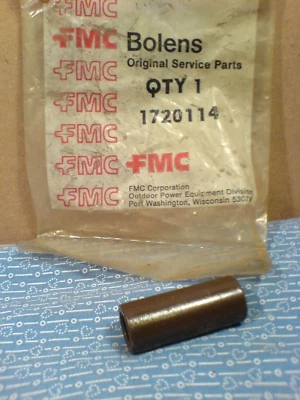 FMC Bolens
Original Service Parts
FMC
QTY 1
FMC
1720114
FMC
FMC
FMC FMC
FMC
FMC Corporation
Outdoor Power Equipment Division
Port Washington, Wisconsin
FMC